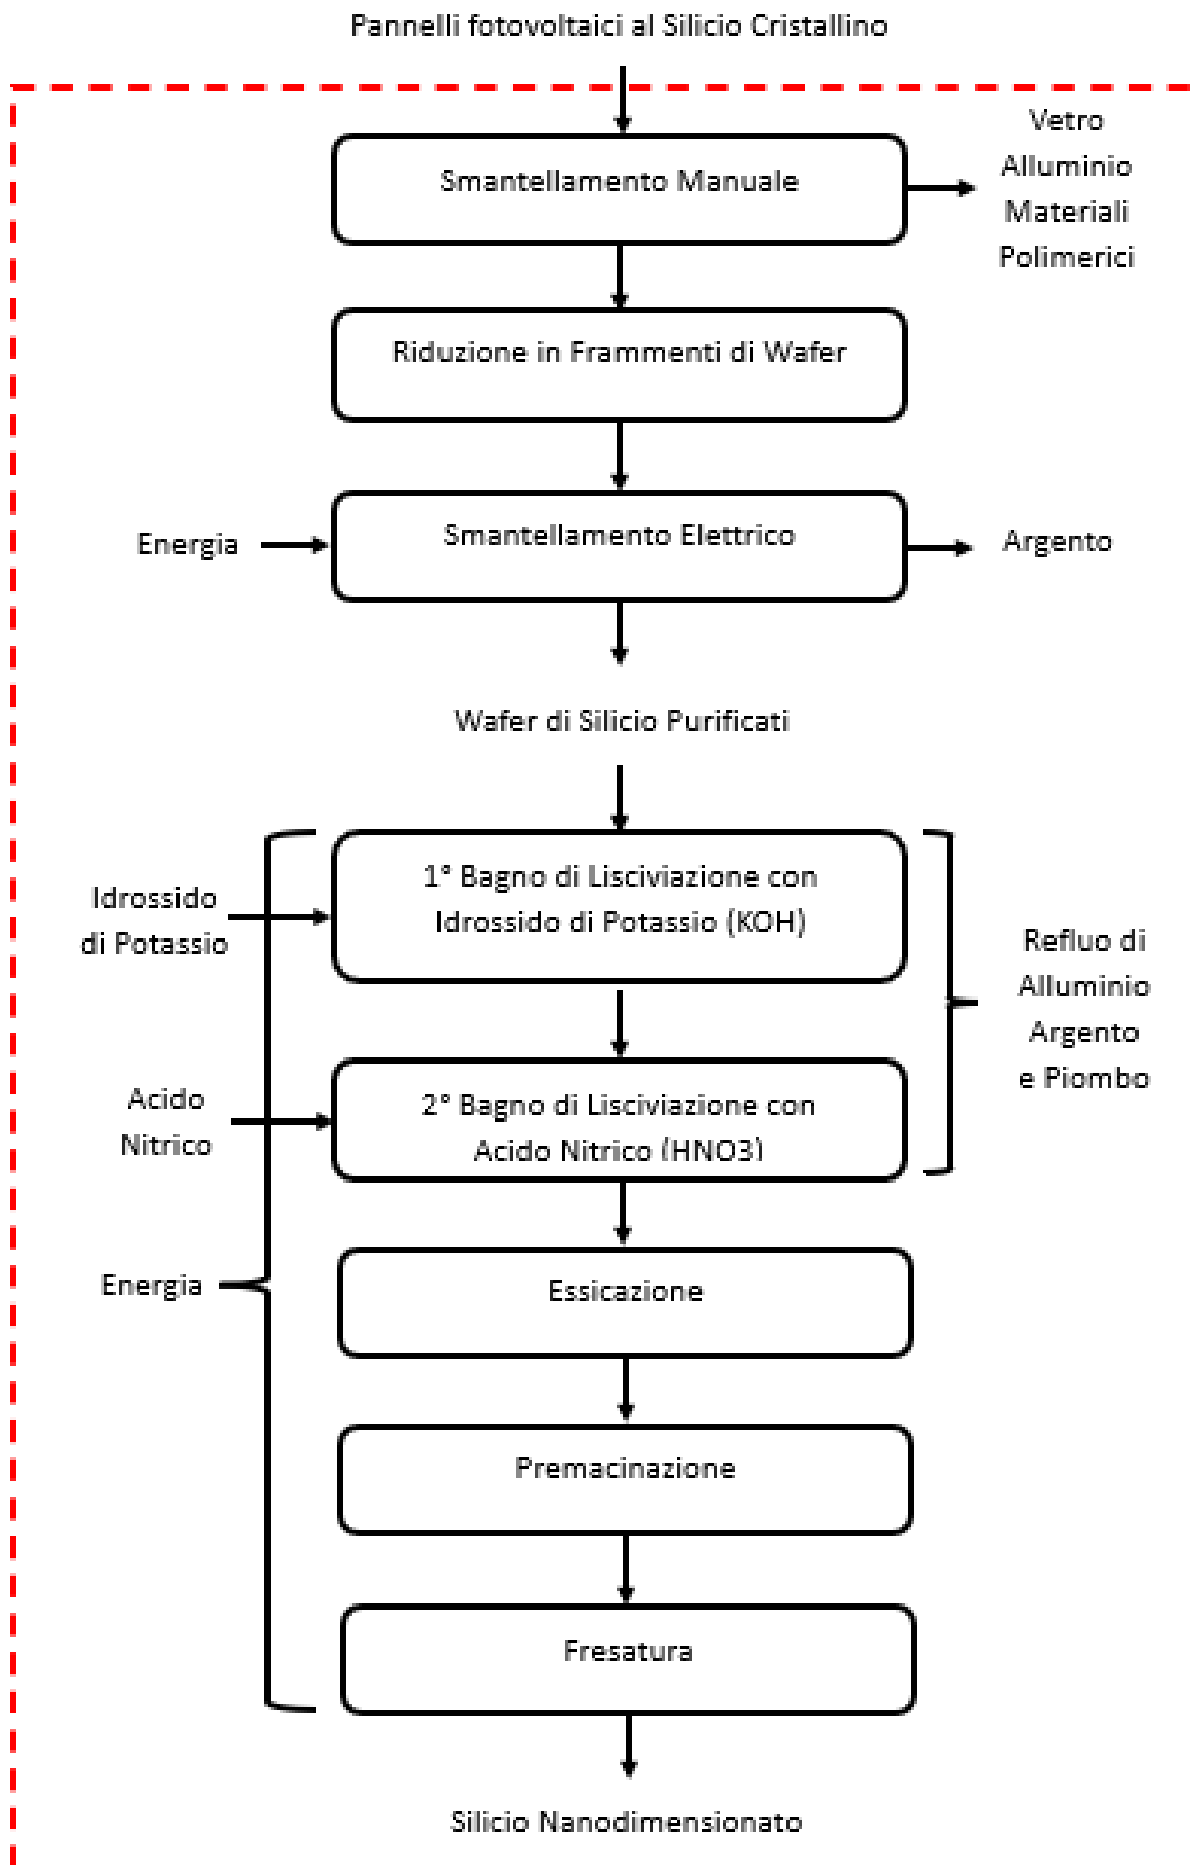 Pannelli fotovoltaici al Silicio Cristallino
Smantellamento Manuale
Vetro
Alluminio
Materiali
Polimerici
Riduzione in Frammenti di Wafer
Energia
Smantellamento Elettrico
Argento
Wafer di Silicio Purificati
Idrossido
di Potassio
1° Bagno di Lisciviazione con
Idrossido di Potassio (KOH)
Refluo di
Alluminio
Argento
e Piombo
Acido
Nitrico
2° Bagno di Lisciviazione con
Acido Nitrico (HNO3)
Energia
Essicazione
Premacinazione
Fresatura
Silicio Nanodimensionato